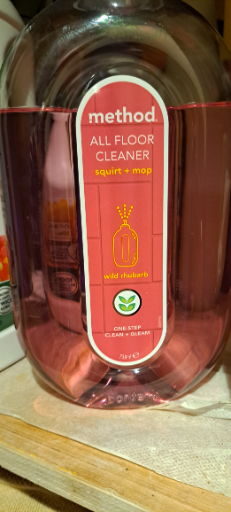 method.
ALL FLOOR
CLEANER
squirt + mop
wild rhubarb
ONE-STEP
CLEAN + GLEAM